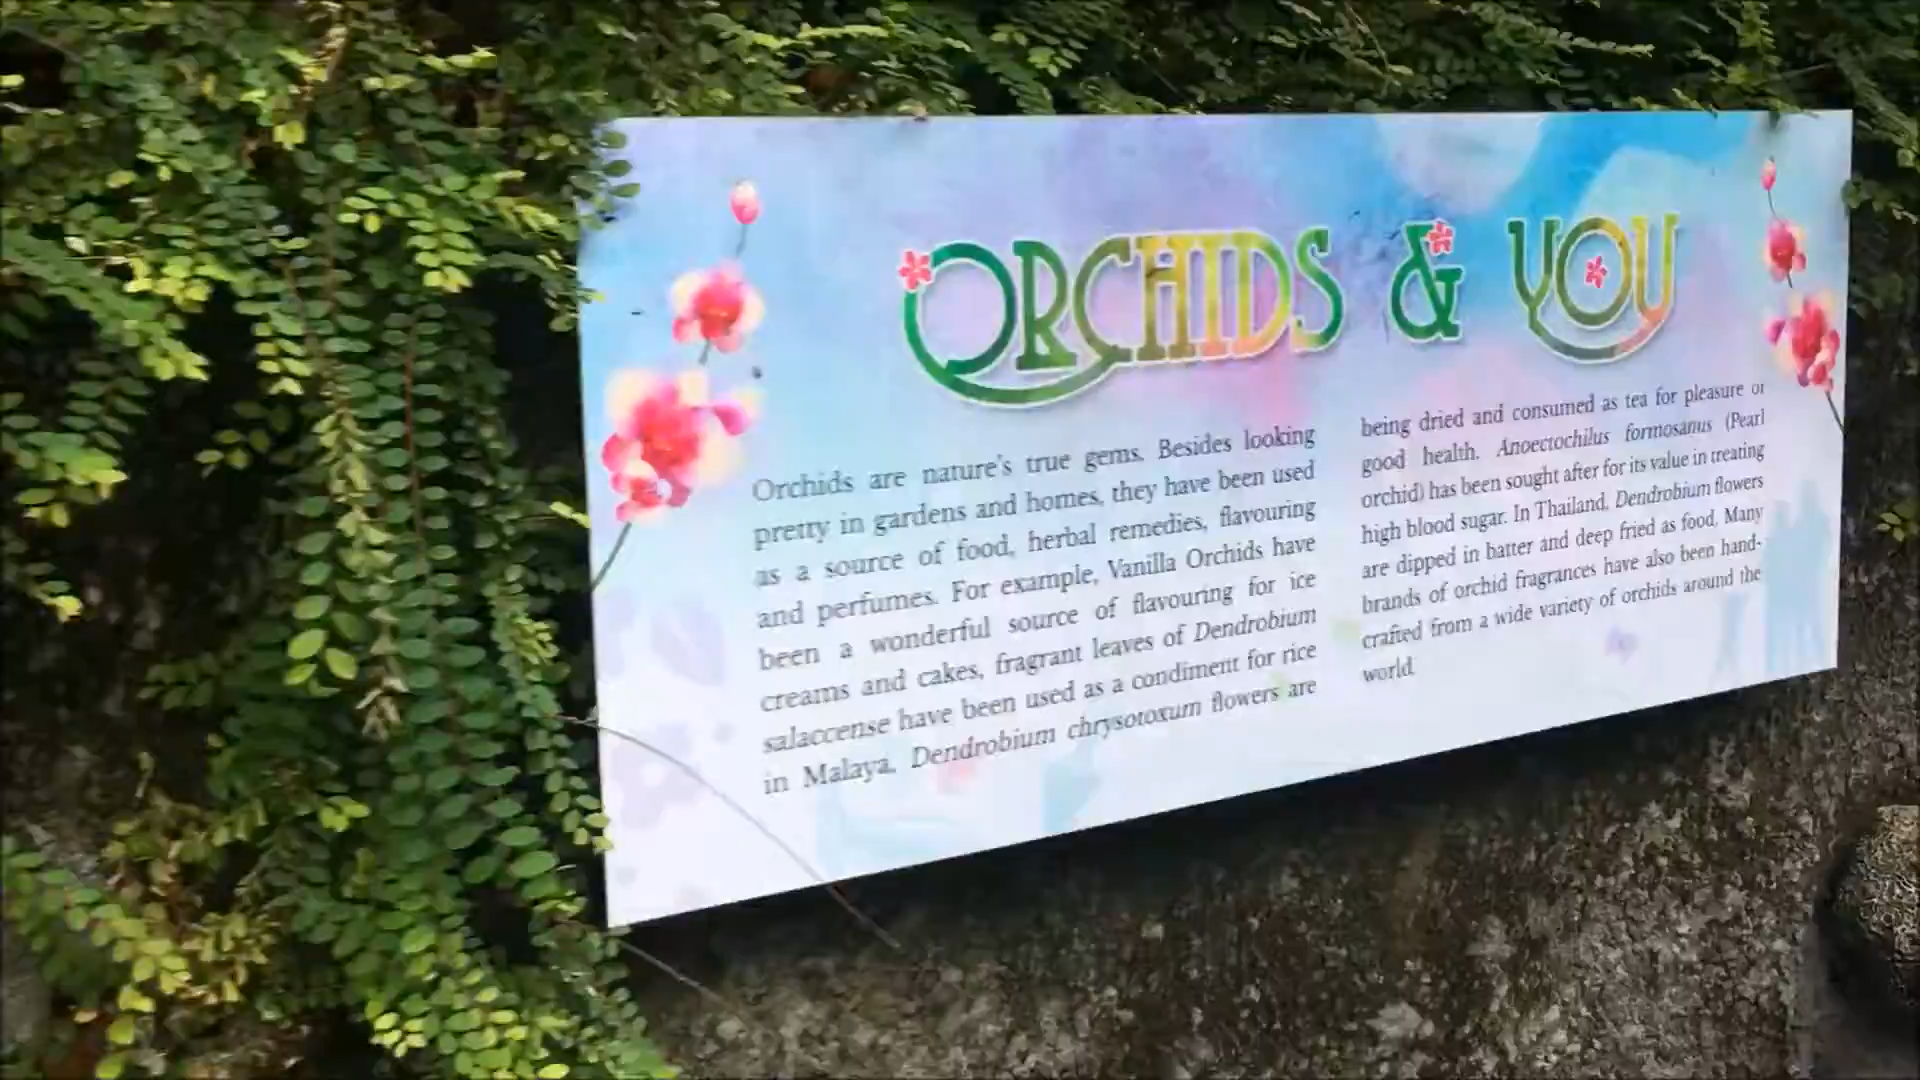 ORCHIDS & YOU
Orchids are nature's true gems. Besides looking
pretty in gardens and homes, they have been used
as a source of food, herbal remedies, flavouring
and perfumes. For example, Vanilla Orchids have
been a wonderful source of flavouring for ice
creams and cakes, fragrant leaves of Dendrobium
salaccense have been used as a condiment for rice
in Malaya, Dendrobium chrysotoxum flowers are
being dried and consumed as tea for pleasure or
good health. Anoectochilus formosanus (Pearl
orchid) has been sought after for its value in treating
high blood sugar. In Thailand, Dendrobium flowers
are dipped in batter and deep fried as food. Many
brands of orchid fragrances have also been hand-
crafted from a wide variety of orchids around the
world.